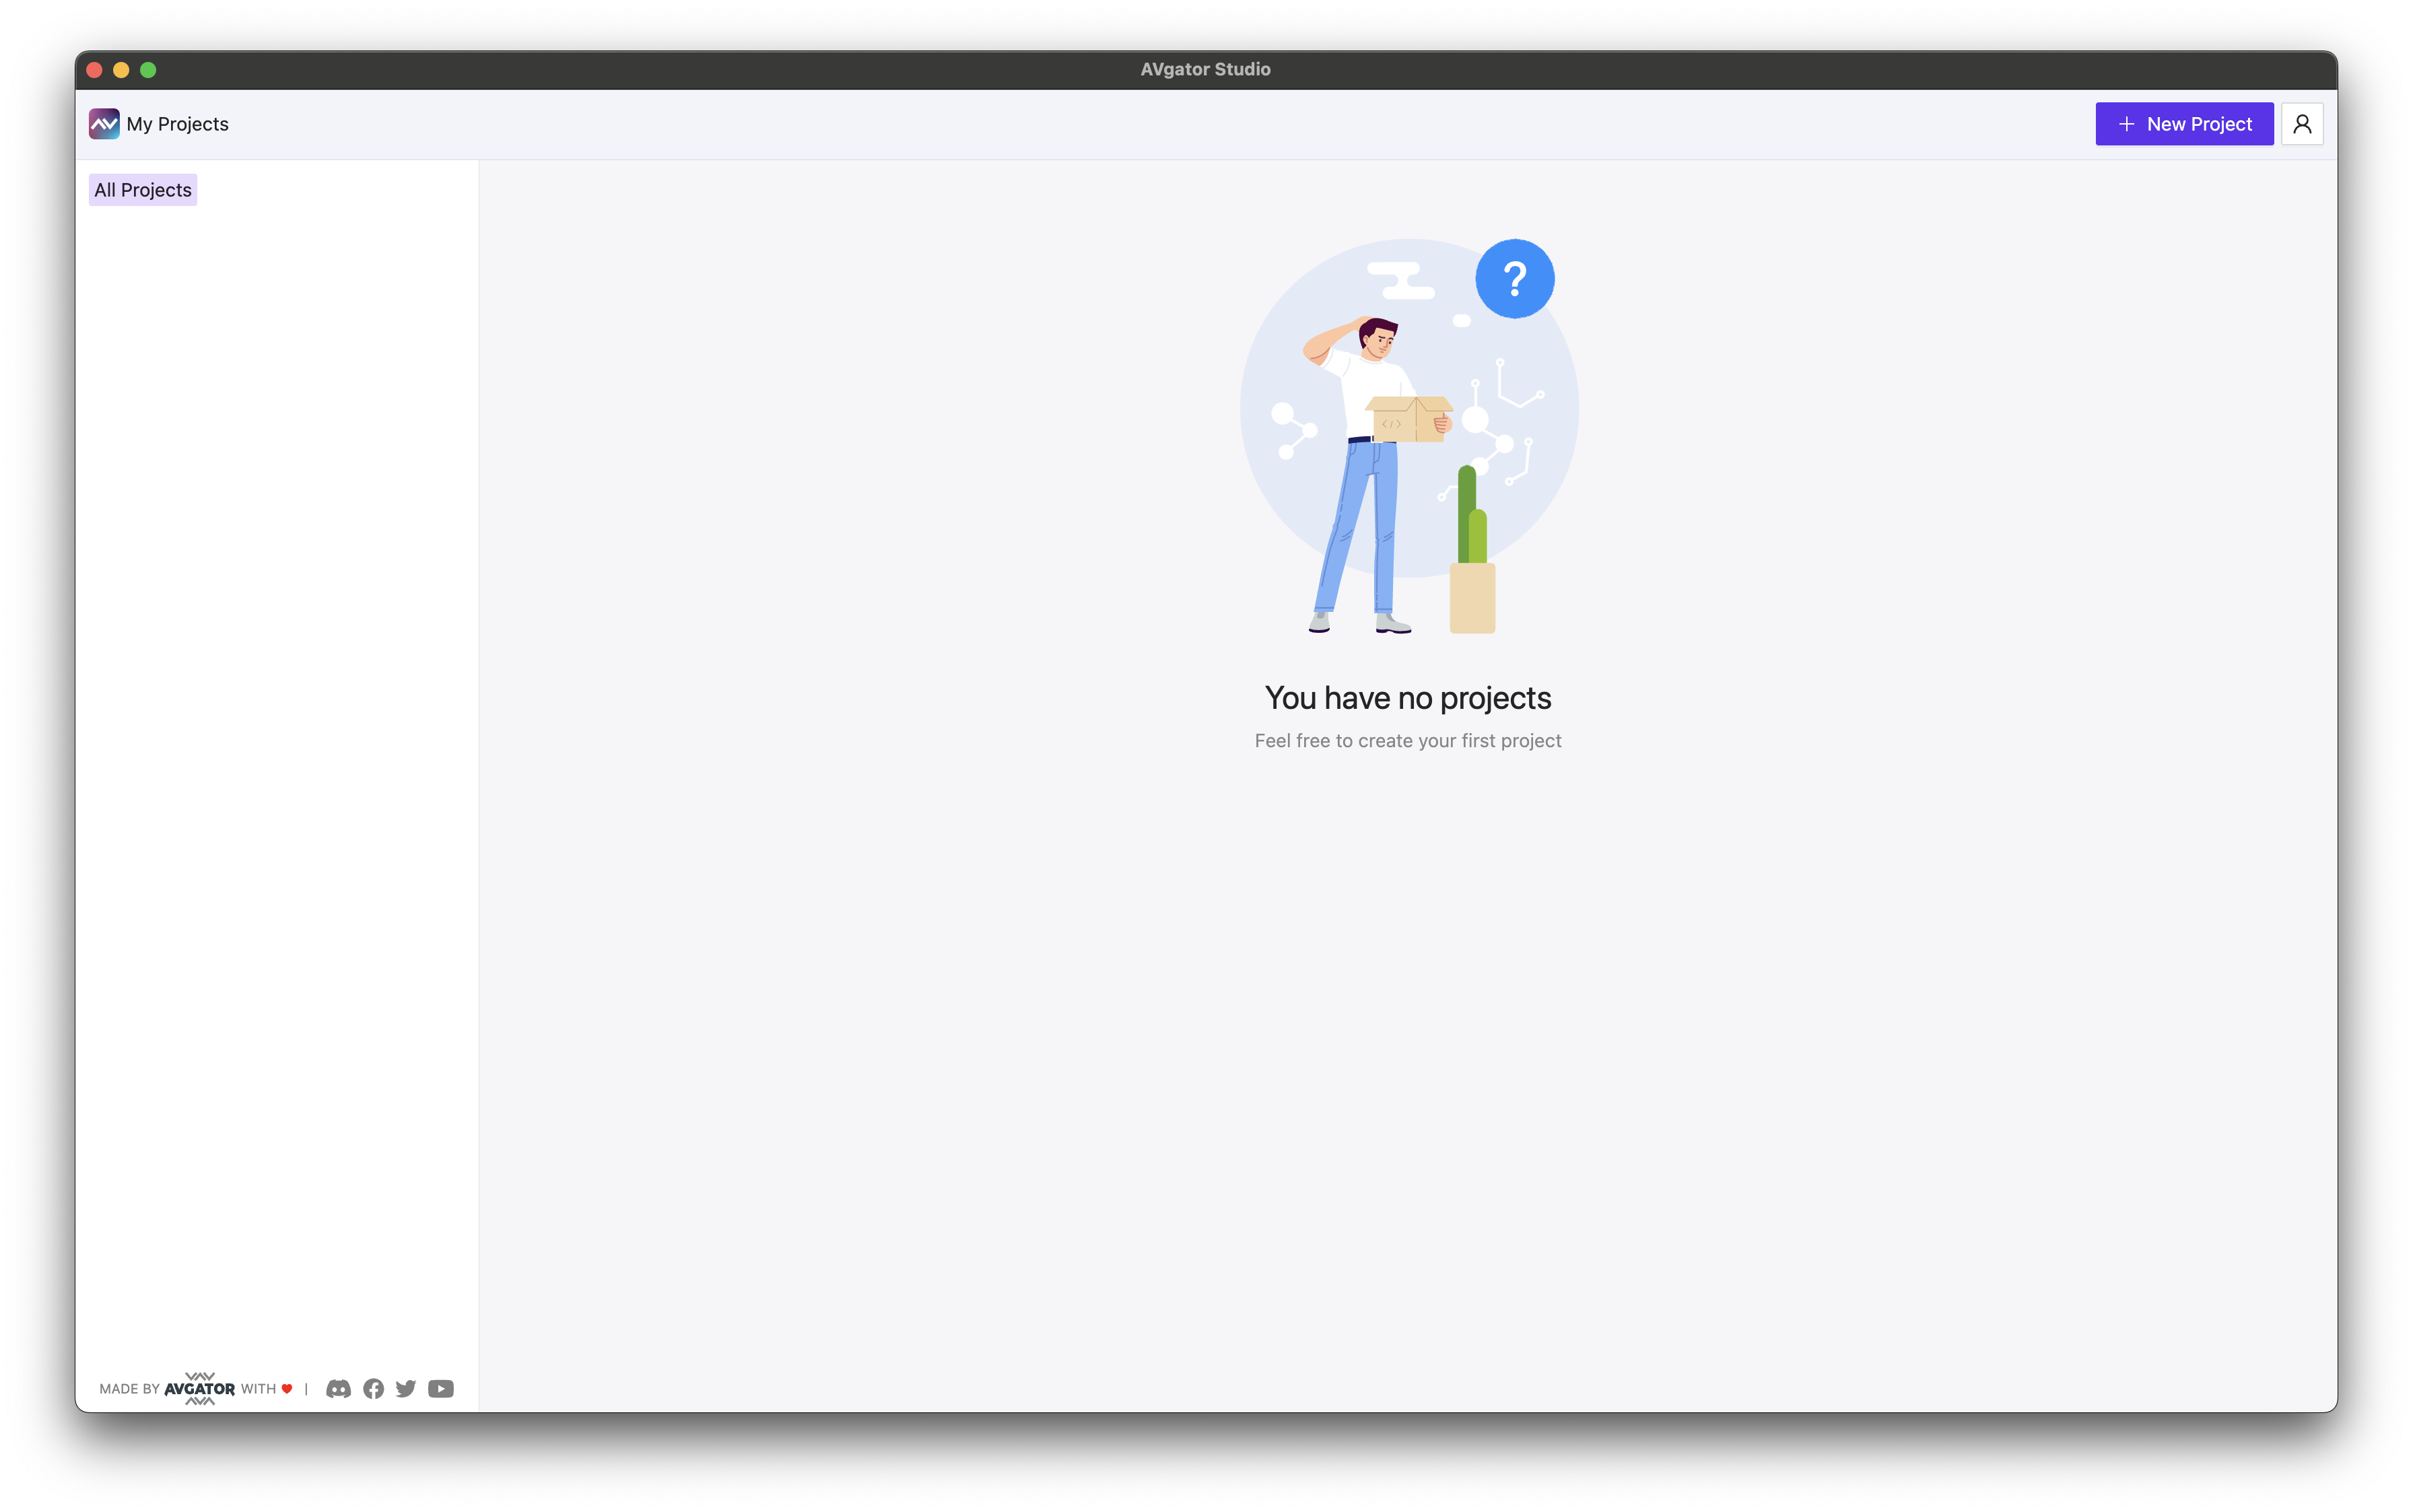 AVgator Studio
My Projects
New Project
All Projects
?
</>
You have no projects
Feel free to create your first project
MADE BY AVGATOR WITH ❤ |